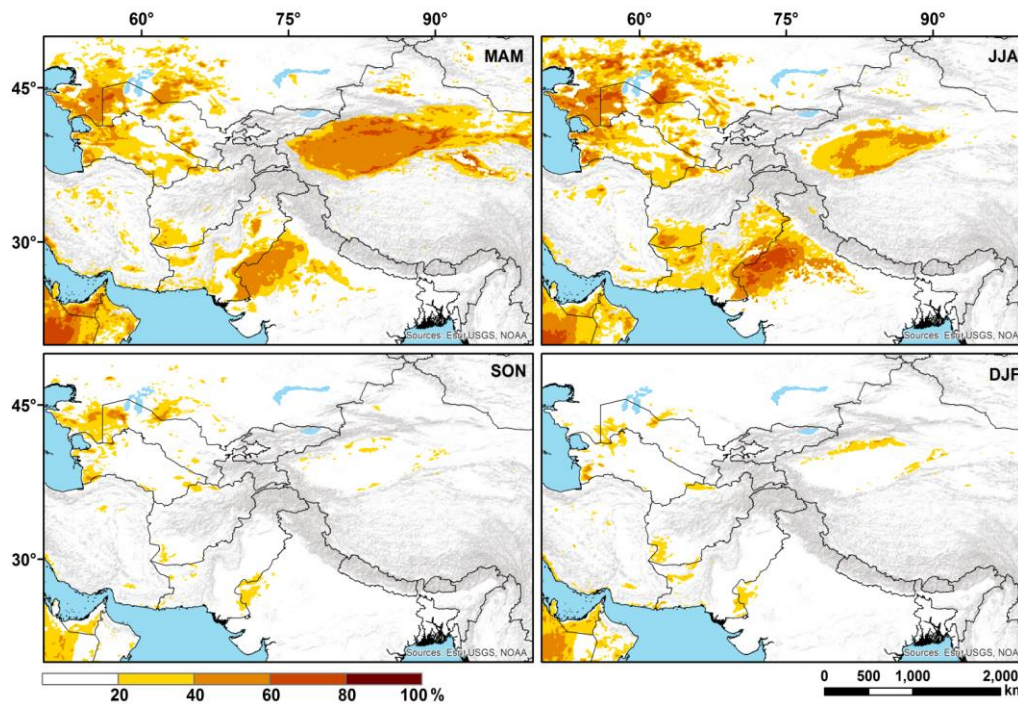 60° 75° 90° 60° 75° 90°
MAM JJA
45°
30°
Sources: Esri, USGS, NOAA Sources: Esri, USGS, NOAA
SON DJF
45°
30°
Sources: Esri, USGS, NOAA Sources: Esri, USGS, NOAA
20 40 60 80 100 %
0 500 1,000 2,000
km